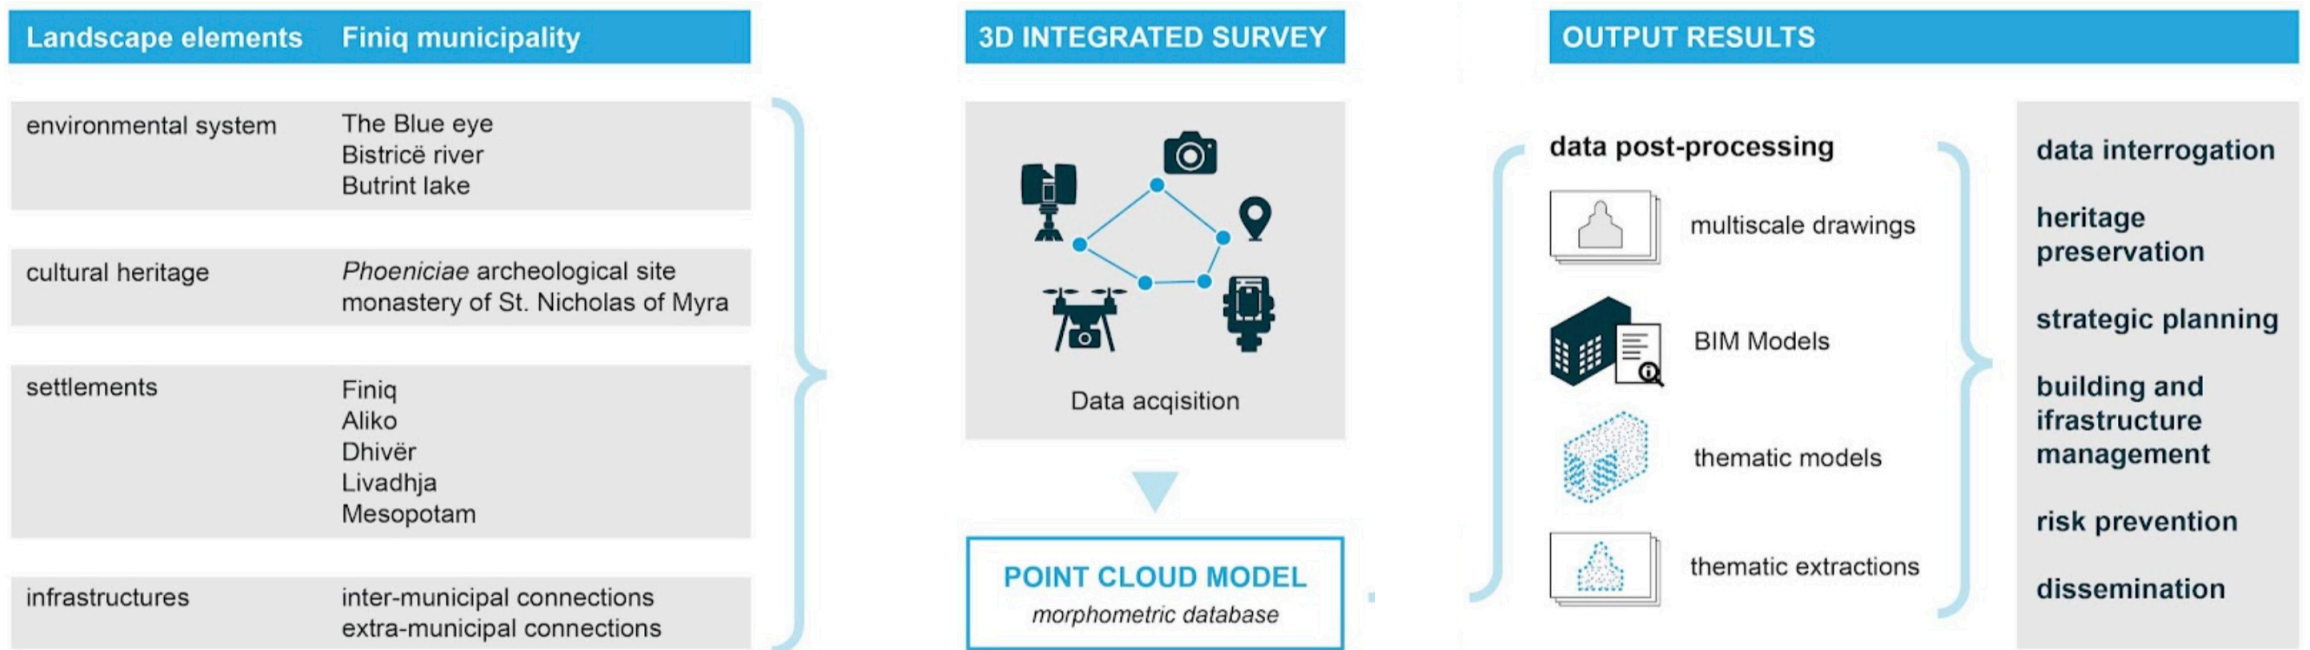 Landscape elements Finiq municipality
environmental system The Blue eye
Bistricë river
Butrint lake
cultural heritage Phoeniciae archeological site
monastery of St. Nicholas of Myra
settlements Finiq
Aliko
Dhivër
Livadhja
Mesopotam
infrastructures inter-municipal connections
extra-municipal connections
3D INTEGRATED SURVEY
Data acqisition
POINT CLOUD MODEL
morphometric database
OUTPUT RESULTS
data post-processing
multiscale drawings
BIM Models
thematic models
thematic extractions
data interrogation
heritage
preservation
strategic planning
building and
ifrastructure
management
risk prevention
dissemination